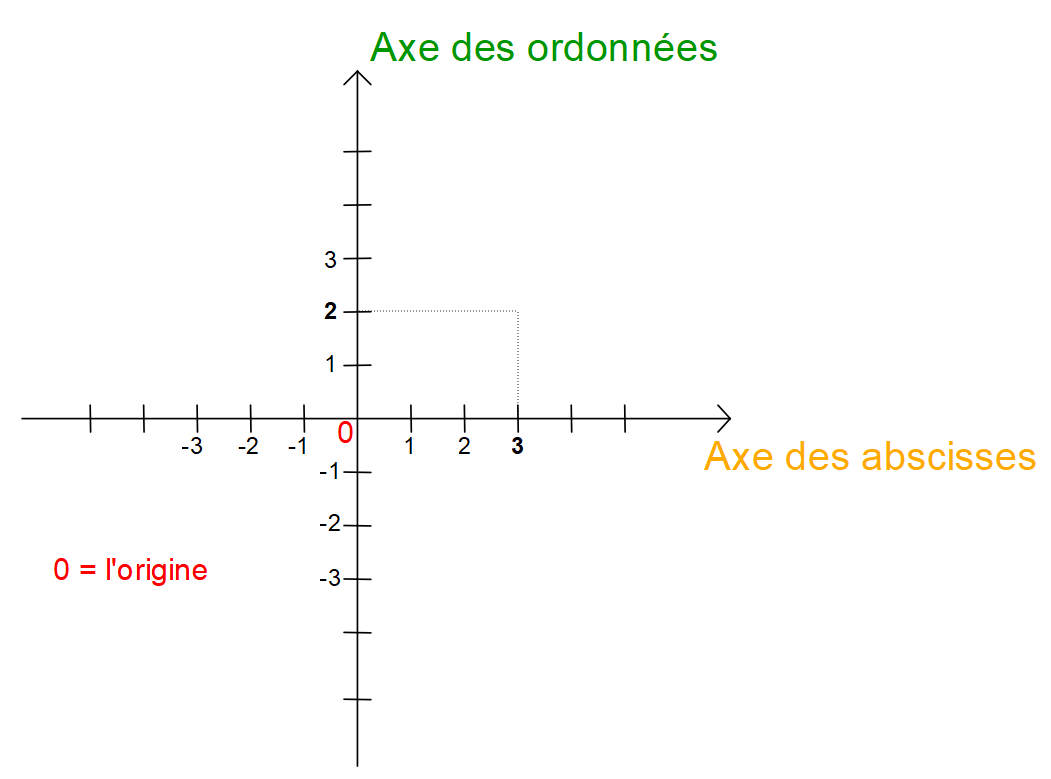 Axe des ordonnées
3
2
1
-3 -2 -1 0 1 2 3
Axe des abscisses
-1
-2
-3
0 = l'origine